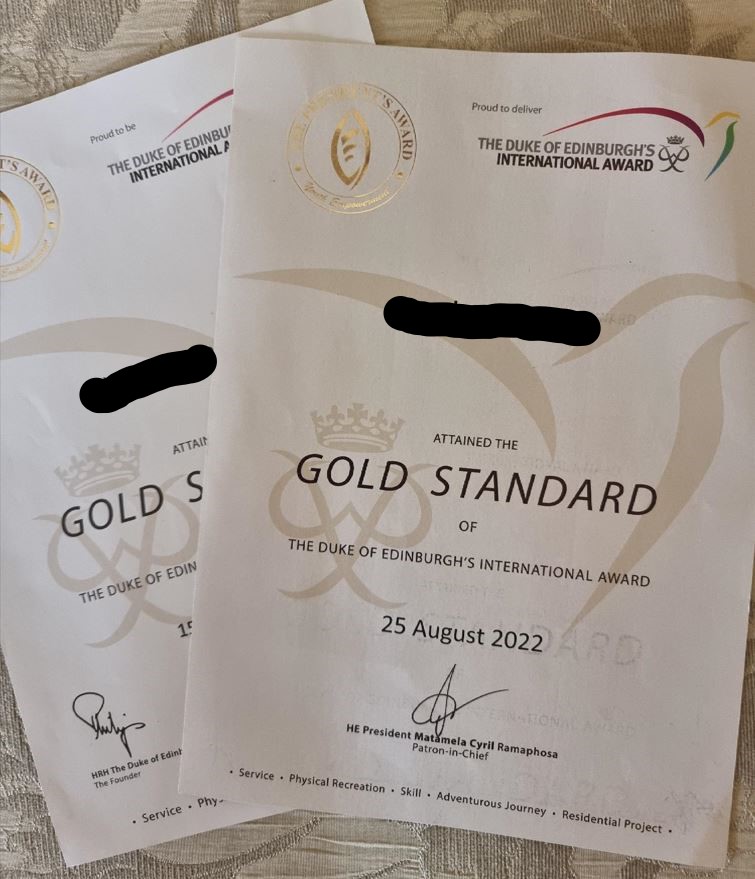 Proud to be
THE DUKE OF EDINBU
INTERNATIONAL A
T'S AWARD
ATTAIN
GOLD S
THE DUKE OF EDIN
15
Philip
HRH The Duke of Edinb
The Founder
• Service • Phys
THE PRESIDENT'S AWARD
Youth Empowerment
Proud to deliver
THE DUKE OF EDINBURGH'S
INTERNATIONAL AWARD
ATTAINED THE
GOLD STANDARD
OF
THE DUKE OF EDINBURGH'S INTERNATIONAL AWARD
25 August 2022
HE President Matamela Cyril Ramaphosa
Patron-in-Chief
• Service • Physical Recreation • Skill • Adventurous Journey • Residential Project •